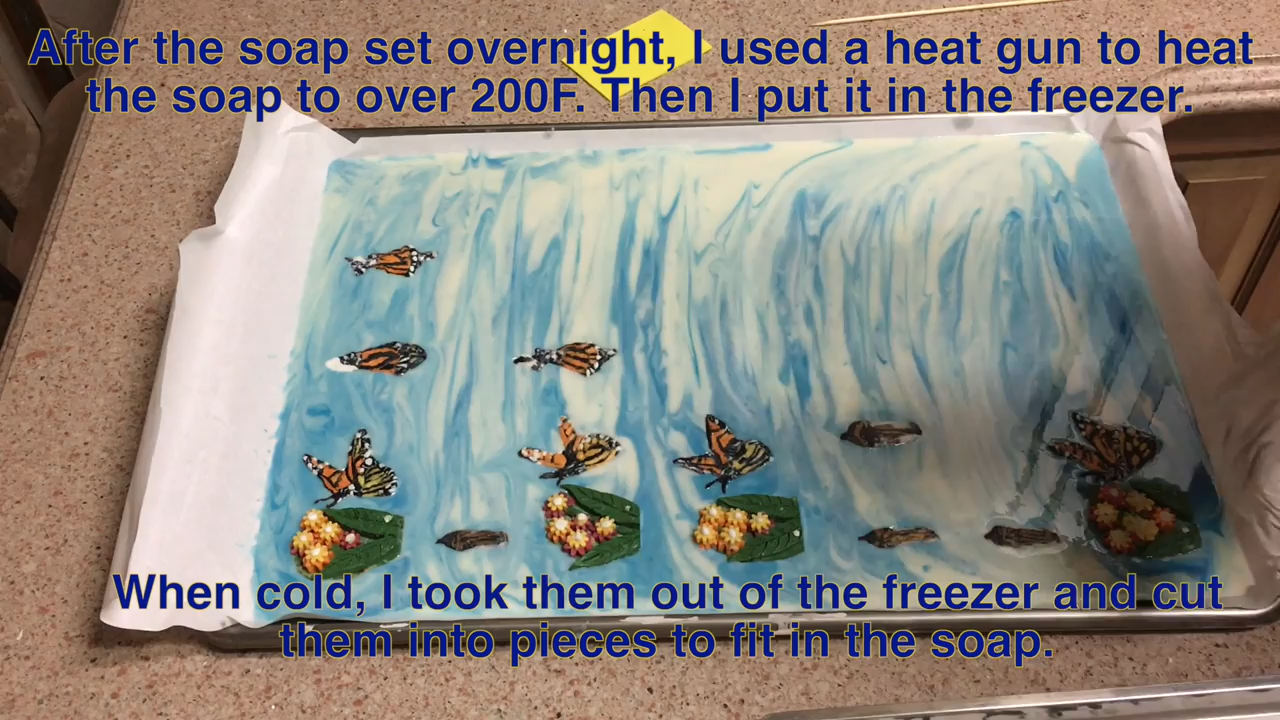 After the soap set overnight, I used a heat gun to heat
the soap to over 200F. Then I put it in the freezer.
When cold, I took them out of the freezer and cut
them into pieces to fit in the soap.